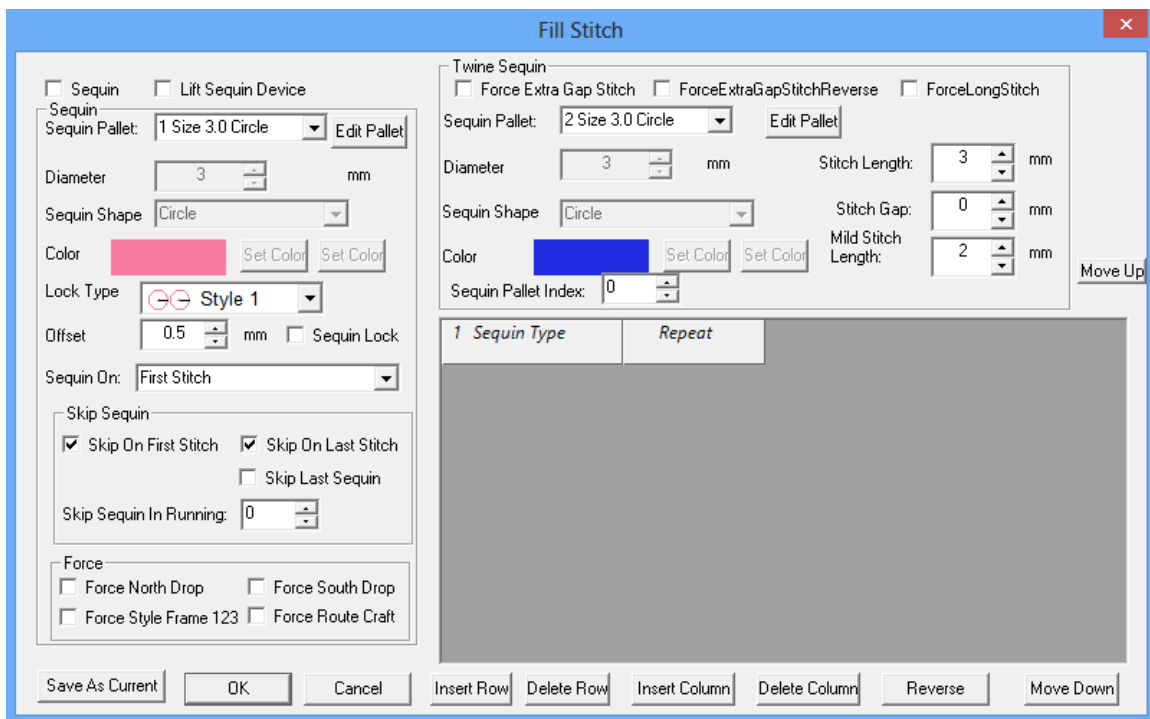 Fill Stitch
Sequin
Lift Sequin Device
Sequin
Sequin Pallet:
1 Size 3.0 Circle
Edit Pallet
Diameter
3
mm
Sequin Shape
Circle
Color
Set Color
Set Color
Lock Type
Style 1
Offset
0.5
mm
Sequin Lock
Sequin On:
First Stitch
Skip Sequin
Skip On First Stitch
Skip On Last Stitch
Skip Last Sequin
Skip Sequin In Running:
0
Force
Force North Drop
Force South Drop
Force Style Frame 123
Force Route Craft
Twine Sequin
Force Extra Gap Stitch
ForceExtraGapStitchReverse
ForceLongStitch
Sequin Pallet:
2 Size 3.0 Circle
Edit Pallet
Diameter
3
mm
Stitch Length:
3
mm
Sequin Shape
Circle
Stitch Gap:
0
mm
Color
Set Color
Set Color
Mild Stitch
Length:
2
mm
Sequin Pallet Index:
0
Move Up
1 Sequin Type
Repeat
Save As Current
OK
Cancel
Insert Row
Delete Row
Insert Column
Delete Column
Reverse
Move Down